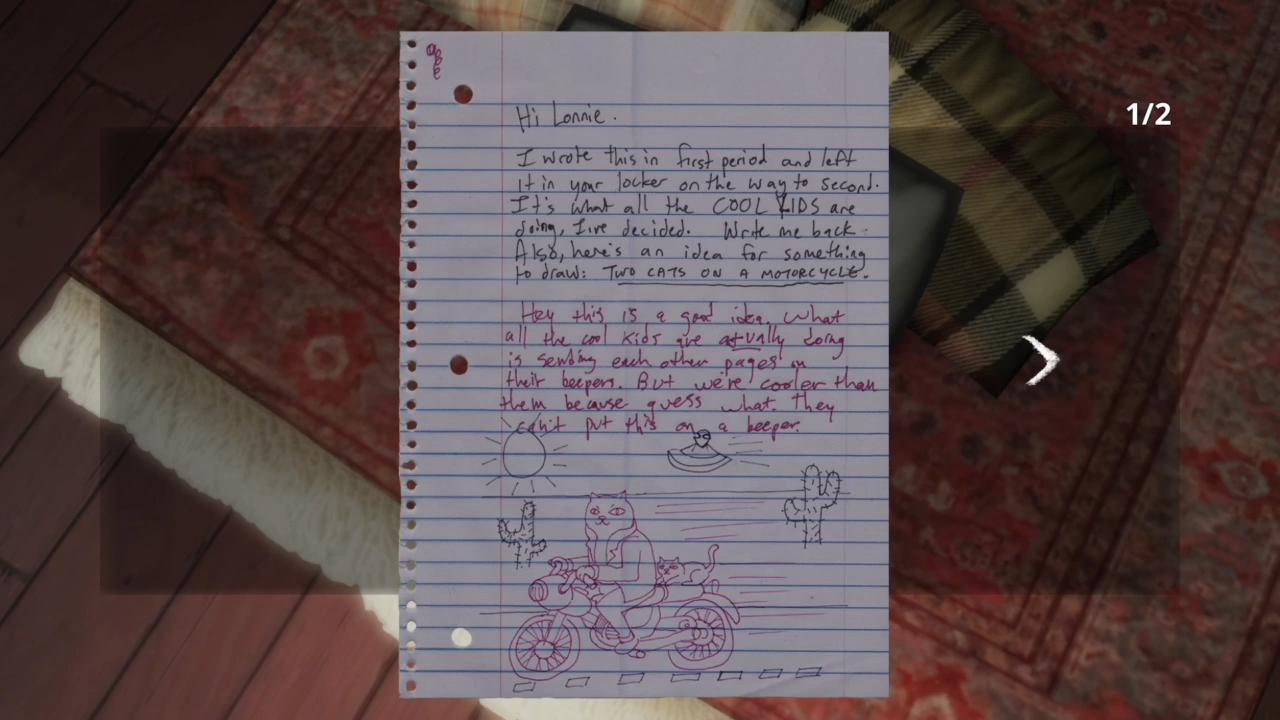 1/2
Hi Lonnie.
I wrote this in first period and left
it in your locker on the way to second.
It's what all the COOL KIDS are
doing, I've decided. Write me back.
Also, here's an idea for something
to draw: TWO CATS ON A MOTORCYCLE.
Hey this is a good idea. What
all the cool kids are actually doing
is sending each other pages on
their beepers. But we're cooler than
them because guess what. They
can't put this on a beeper.